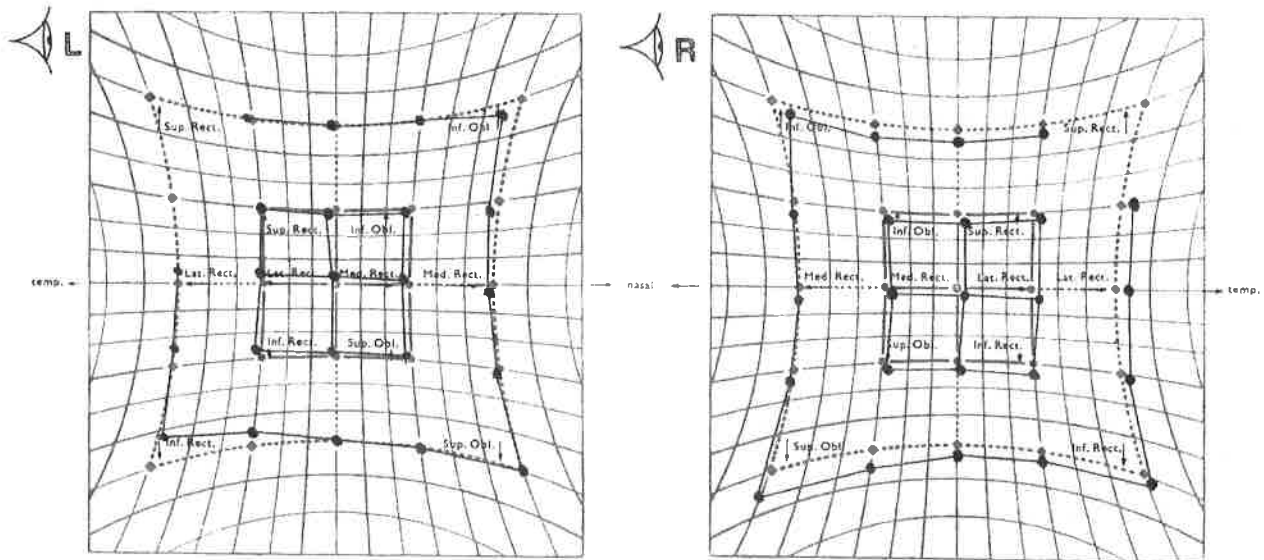 L
Sup. Rect.
Inf. Obl.
Sup. Rect.
Inf. Obl.
temp.
Lat. Rect.
Lat. Rect.
Med. Rect.
Med. Rect.
nasal
Inf. Rect.
Sup. Obl.
Inf. Rect.
Sup. Obl.
R
Inf. Obl.
Sup. Rect.
Inf. Obl.
Sup. Rect.
Med. Rect.
Med. Rect.
Lat. Rect.
Lat. Rect.
temp.
Sup. Obl.
Inf. Rect.
Sup. Obl
Inf. Rect.